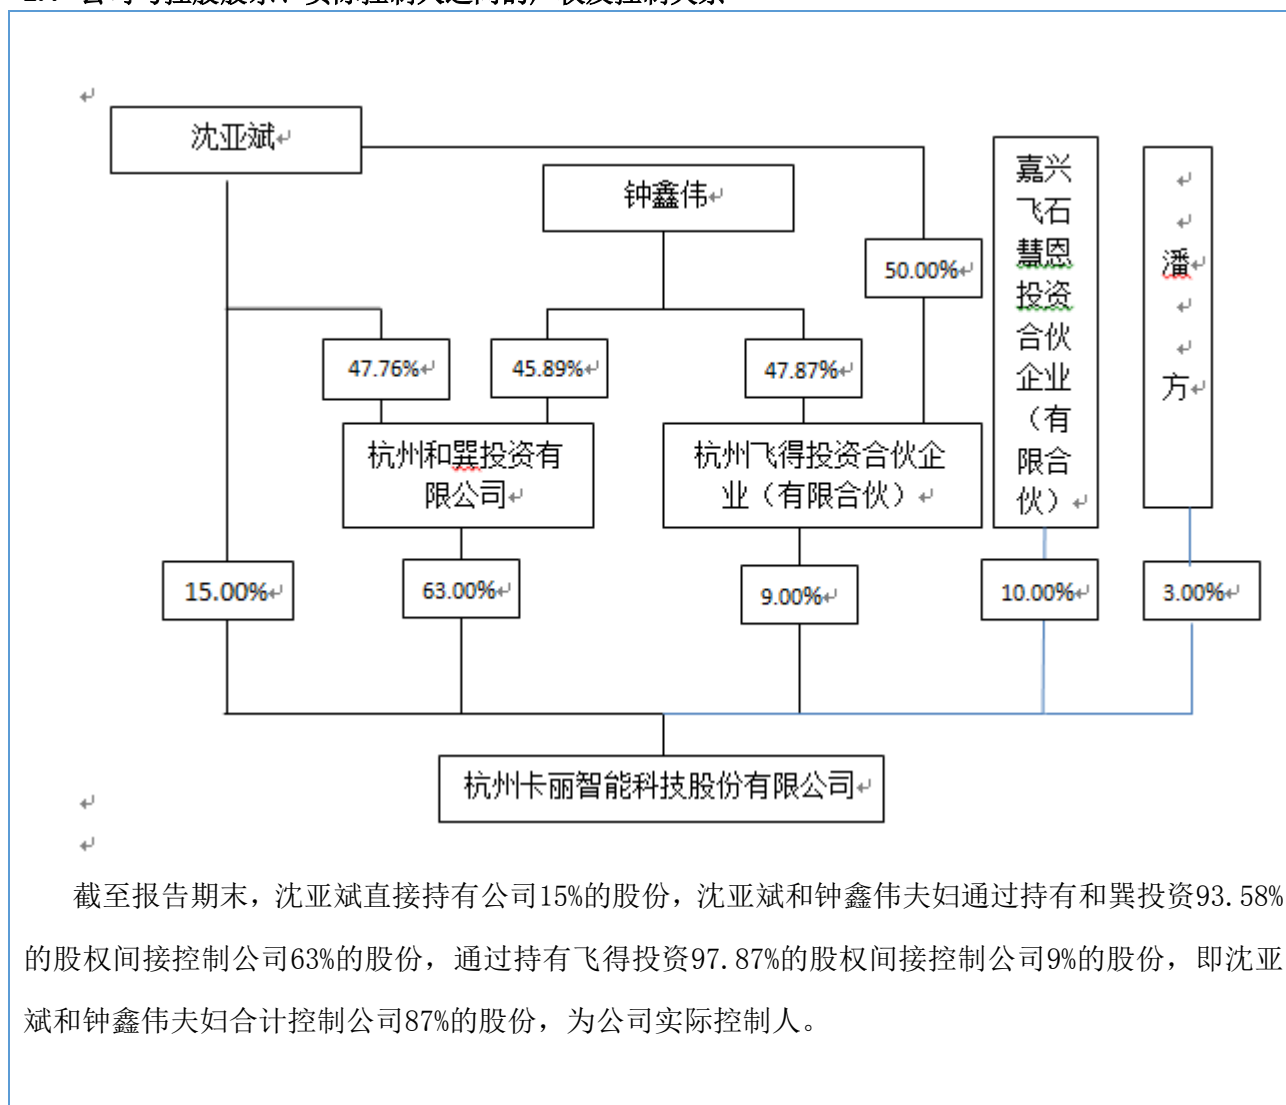 沈亚斌
钟鑫伟
50.00%
嘉兴
飞石
慧恩
投资
合伙
企业
（有
限合
伙）
潘
方
47.76%
45.89%
47.87%
杭州和巽投资有
限公司
杭州飞得投资合伙企
业（有限合伙）
15.00%
63.00%
9.00%
10.00%
3.00%
杭州卡丽智能科技股份有限公司
截至报告期末，沈亚斌直接持有公司15%的股份，沈亚斌和钟鑫伟夫妇通过持有和巽投资93.58%
的股权间接控制公司63%的股份，通过持有飞得投资97.87%的股权间接控制公司9%的股份，即沈亚
斌和钟鑫伟夫妇合计控制公司87%的股份，为公司实际控制人。